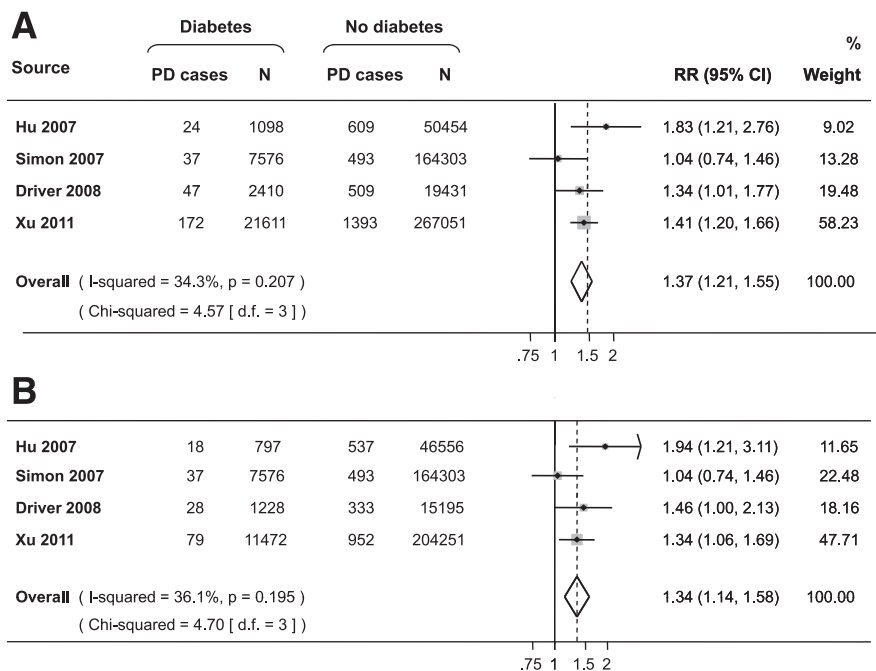 A
Diabetes No diabetes
%
Source PD cases N PD cases N RR (95% CI) Weight
Hu 2007 24 1098 609 50454 1.83 (1.21, 2.76) 9.02
Simon 2007 37 7576 493 164303 1.04 (0.74, 1.46) 13.28
Driver 2008 47 2410 509 19431 1.34 (1.01, 1.77) 19.48
Xu 2011 172 21611 1393 267051 1.41 (1.20, 1.66) 58.23
Overall ( I-squared = 34.3%, p = 0.207 ) 1.37 (1.21, 1.55) 100.00
( Chi-squared = 4.57 [ d.f. = 3 ] )
.75 1 1.5 2
B
Hu 2007 18 797 537 46556 1.94 (1.21, 3.11) 11.65
Simon 2007 37 7576 493 164303 1.04 (0.74, 1.46) 22.48
Driver 2008 28 1228 333 15195 1.46 (1.00, 2.13) 18.16
Xu 2011 79 11472 952 204251 1.34 (1.06, 1.69) 47.71
Overall ( I-squared = 36.1%, p = 0.195 ) 1.34 (1.14, 1.58) 100.00
( Chi-squared = 4.70 [ d.f. = 3 ] )
.75 1 1.5 2